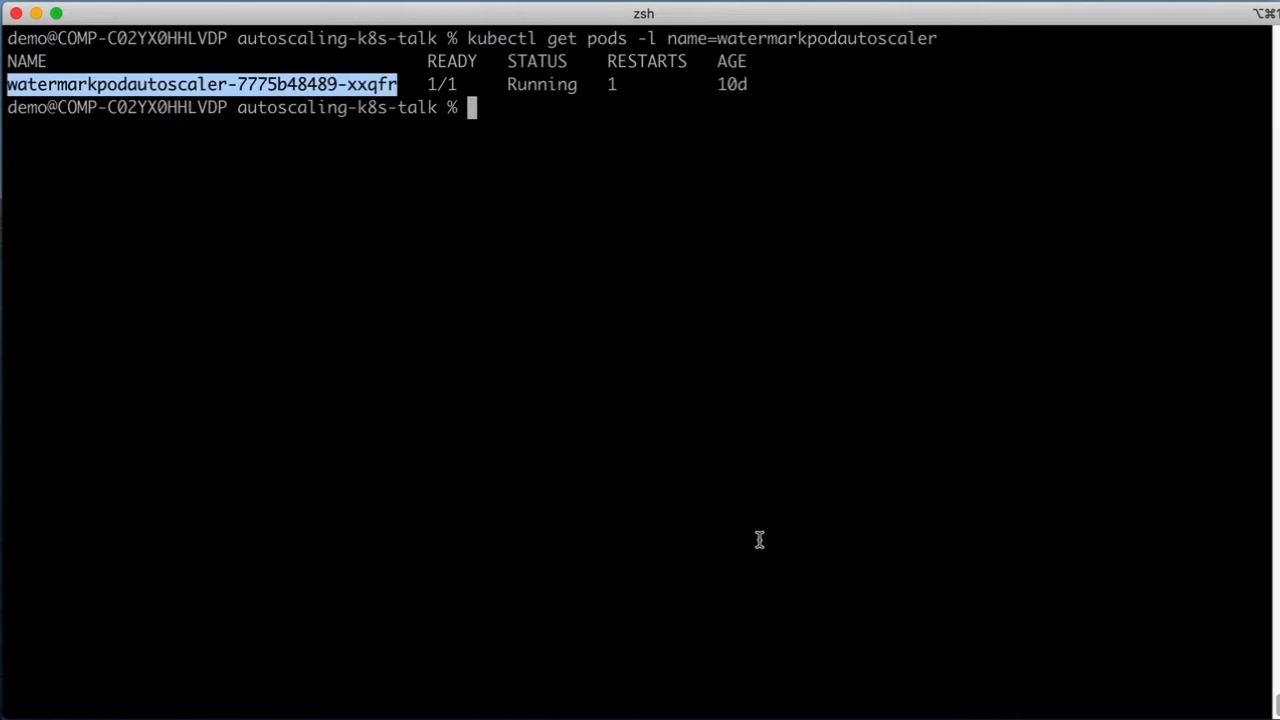 zsh
⌥⌘1
demo@COMP-C02YX0HHLVDP autoscaling-k8s-talk % kubectl get pods -l name=watermarkpodautoscaler
NAME READY STATUS RESTARTS AGE
watermarkpodautoscaler-7775b48489-xxqfr 1/1 Running 1 10d
demo@COMP-C02YX0HHLVDP autoscaling-k8s-talk %